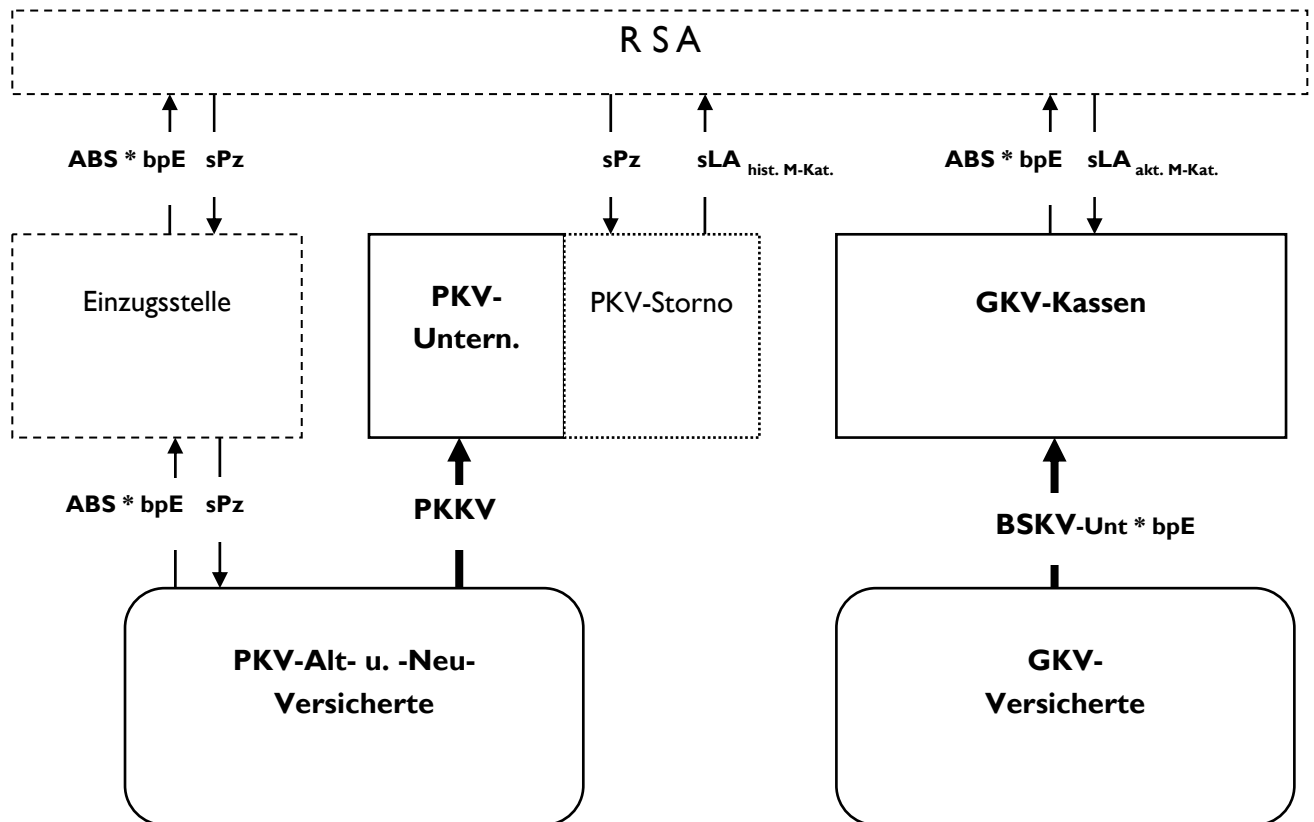 R S A
ABS * bpE sPz
sPz sLA hist. M-Kat.
ABS * bpE sLA akt. M-Kat.
Einzugsstelle
PKV-
Untern.
PKV-Storno
GKV-Kassen
ABS * bpE sPz
PKKV
BSKV-Unt * bpE
PKV-Alt- u. -Neu-
Versicherte
GKV-
Versicherte